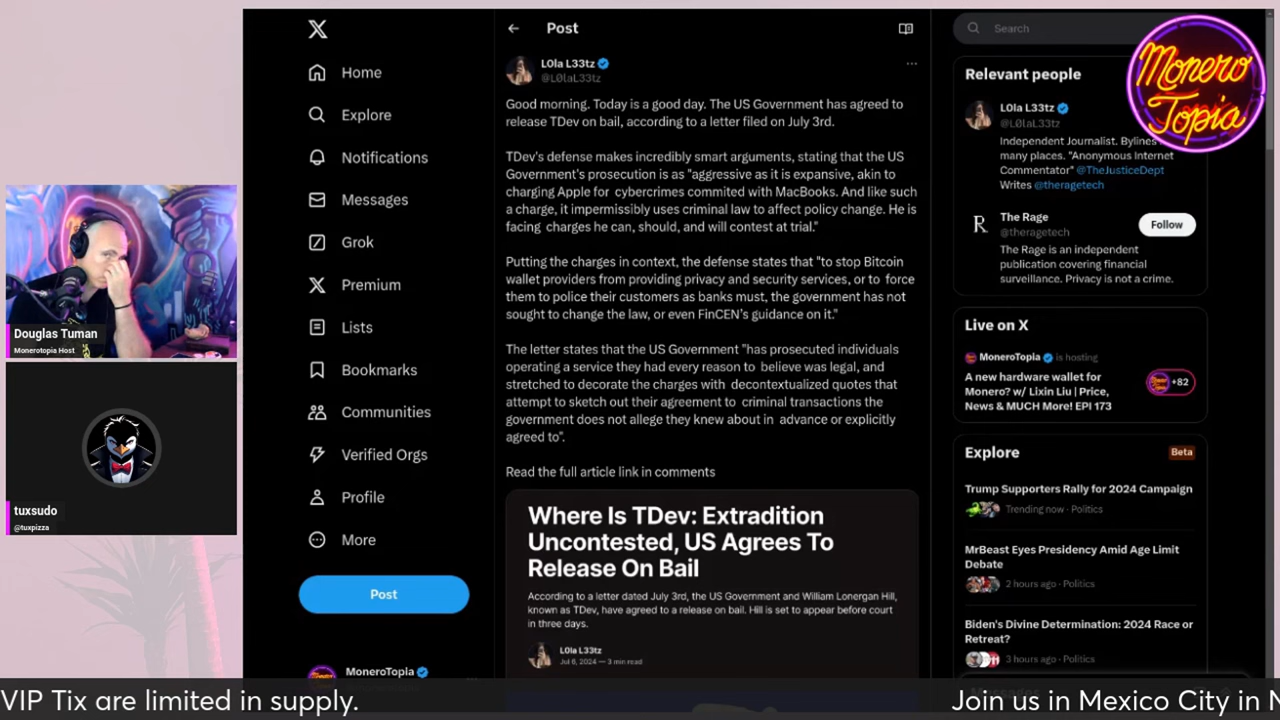 Home
Explore
Notifications
Messages
Grok
Premium
Lists
Bookmarks
Communities
Verified Orgs
Profile
More
Post
MoneroTopia
Post
L0la L33tz
@L0laL33tz
Good morning. Today is a good day. The US Government has agreed to
release TDev on bail, according to a letter filed on July 3rd.
TDev's defense makes incredibly smart arguments, stating that the US
Government's prosecution is as "aggressive as it is expansive, akin to
charging Apple for cybercrimes commited with MacBooks. And like such
a charge, it impermissibly uses criminal law to affect policy change. He is
facing charges he can, should, and will contest at trial."
Putting the charges in context, the defense states that "to stop Bitcoin
wallet providers from providing privacy and security services, or to force
them to police their customers as banks must, the government has not
sought to change the law, or even FinCEN's guidance on it."
The letter states that the US Government "has prosecuted individuals
operating a service they had every reason to believe was legal, and
stretched to decorate the charges with decontextualized quotes that
attempt to sketch out their agreement to criminal transactions the
government does not allege they knew about in advance or explicitly
agreed to".
Read the full article link in comments
Where Is TDev: Extradition
Uncontested, US Agrees To
Release On Bail
According to a letter dated July 3rd, the US Government and William Lonergan Hill,
known as TDev, have agreed to a release on bail. Hill is set to appear before court
in three days.
L0la L33tz
Jul 6, 2024 — 3 min read
Search
Monero
Topia
Relevant people
L0la L33tz
@L0laL33tz
Independent Journalist. Bylines
many places. "Anonymous Internet
Commentator" @TheJusticeDept
Writes @theragetech
R
The Rage
@theragetech
Follow
The Rage is an independent
publication covering financial
surveillance. Privacy is not a crime.
Live on X
MoneroTopia is hosting
A new hardware wallet for
Monero? w/ Lixin Liu | Price,
News & MUCH More! EPI 173
+82
Explore
Beta
Trump Supporters Rally for 2024 Campaign
Trending now · Politics
MrBeast Eyes Presidency Amid Age Limit
Debate
2 hours ago · Politics
Biden's Divine Determination: 2024 Race or
Retreat?
3 hours ago · Politics
Douglas Tuman
Monerotopia Host
tuxsudo
@tuxpizza
VIP Tix are limited in supply.
Join us in Mexico City in